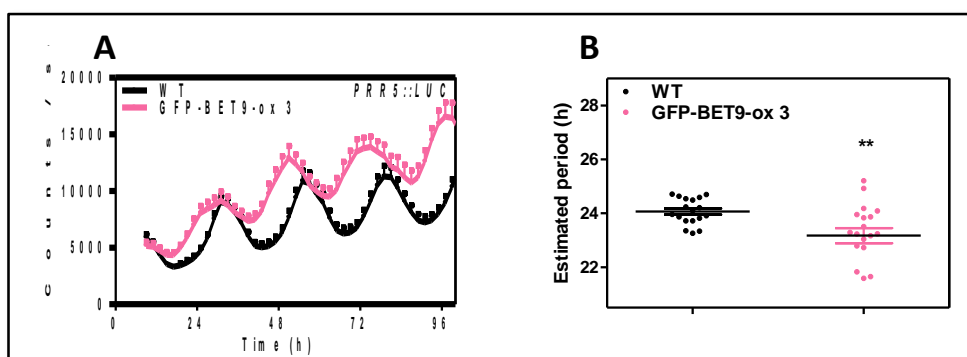 A
B
Counts/s
20000
15000
10000
5000
0
WT
GFP-BET9-ox 3
PRR5::LUC
0 24 48 72 96
Time (h)
WT
GFP-BET9-ox 3
Estimated period (h)
28
26
24
22
**